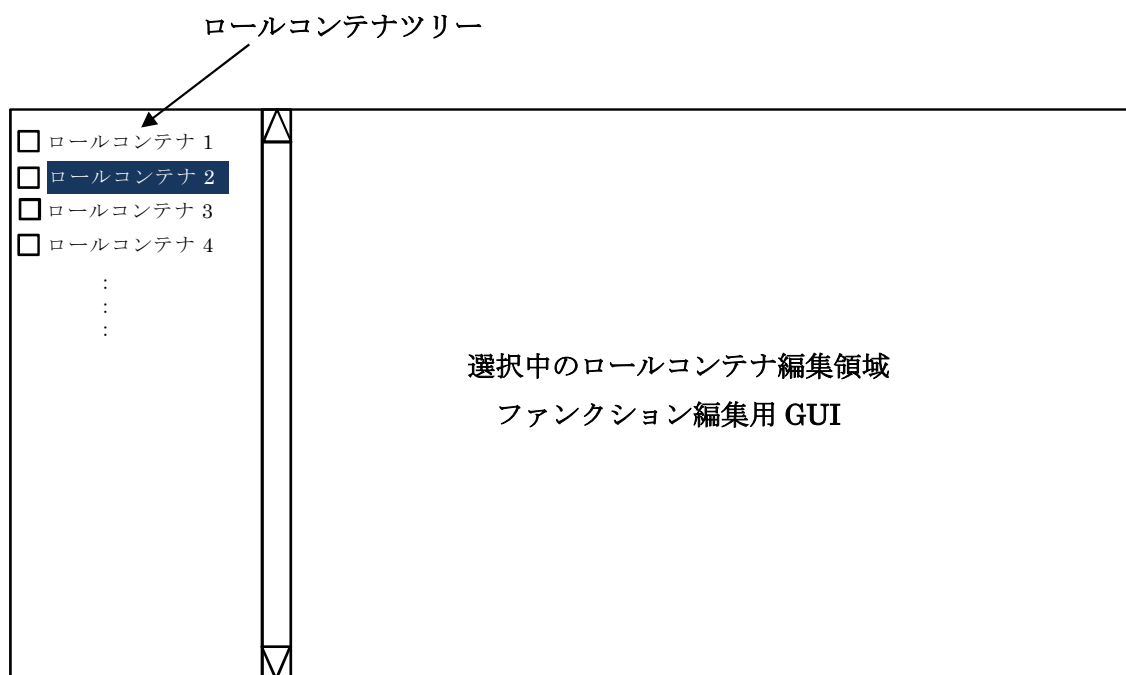 ロールコンテナツリー
ロールコンテナ 1
ロールコンテナ 2
ロールコンテナ 3
ロールコンテナ 4
:
:
:
選択中のロールコンテナ編集領域
ファンクション編集用 GUI